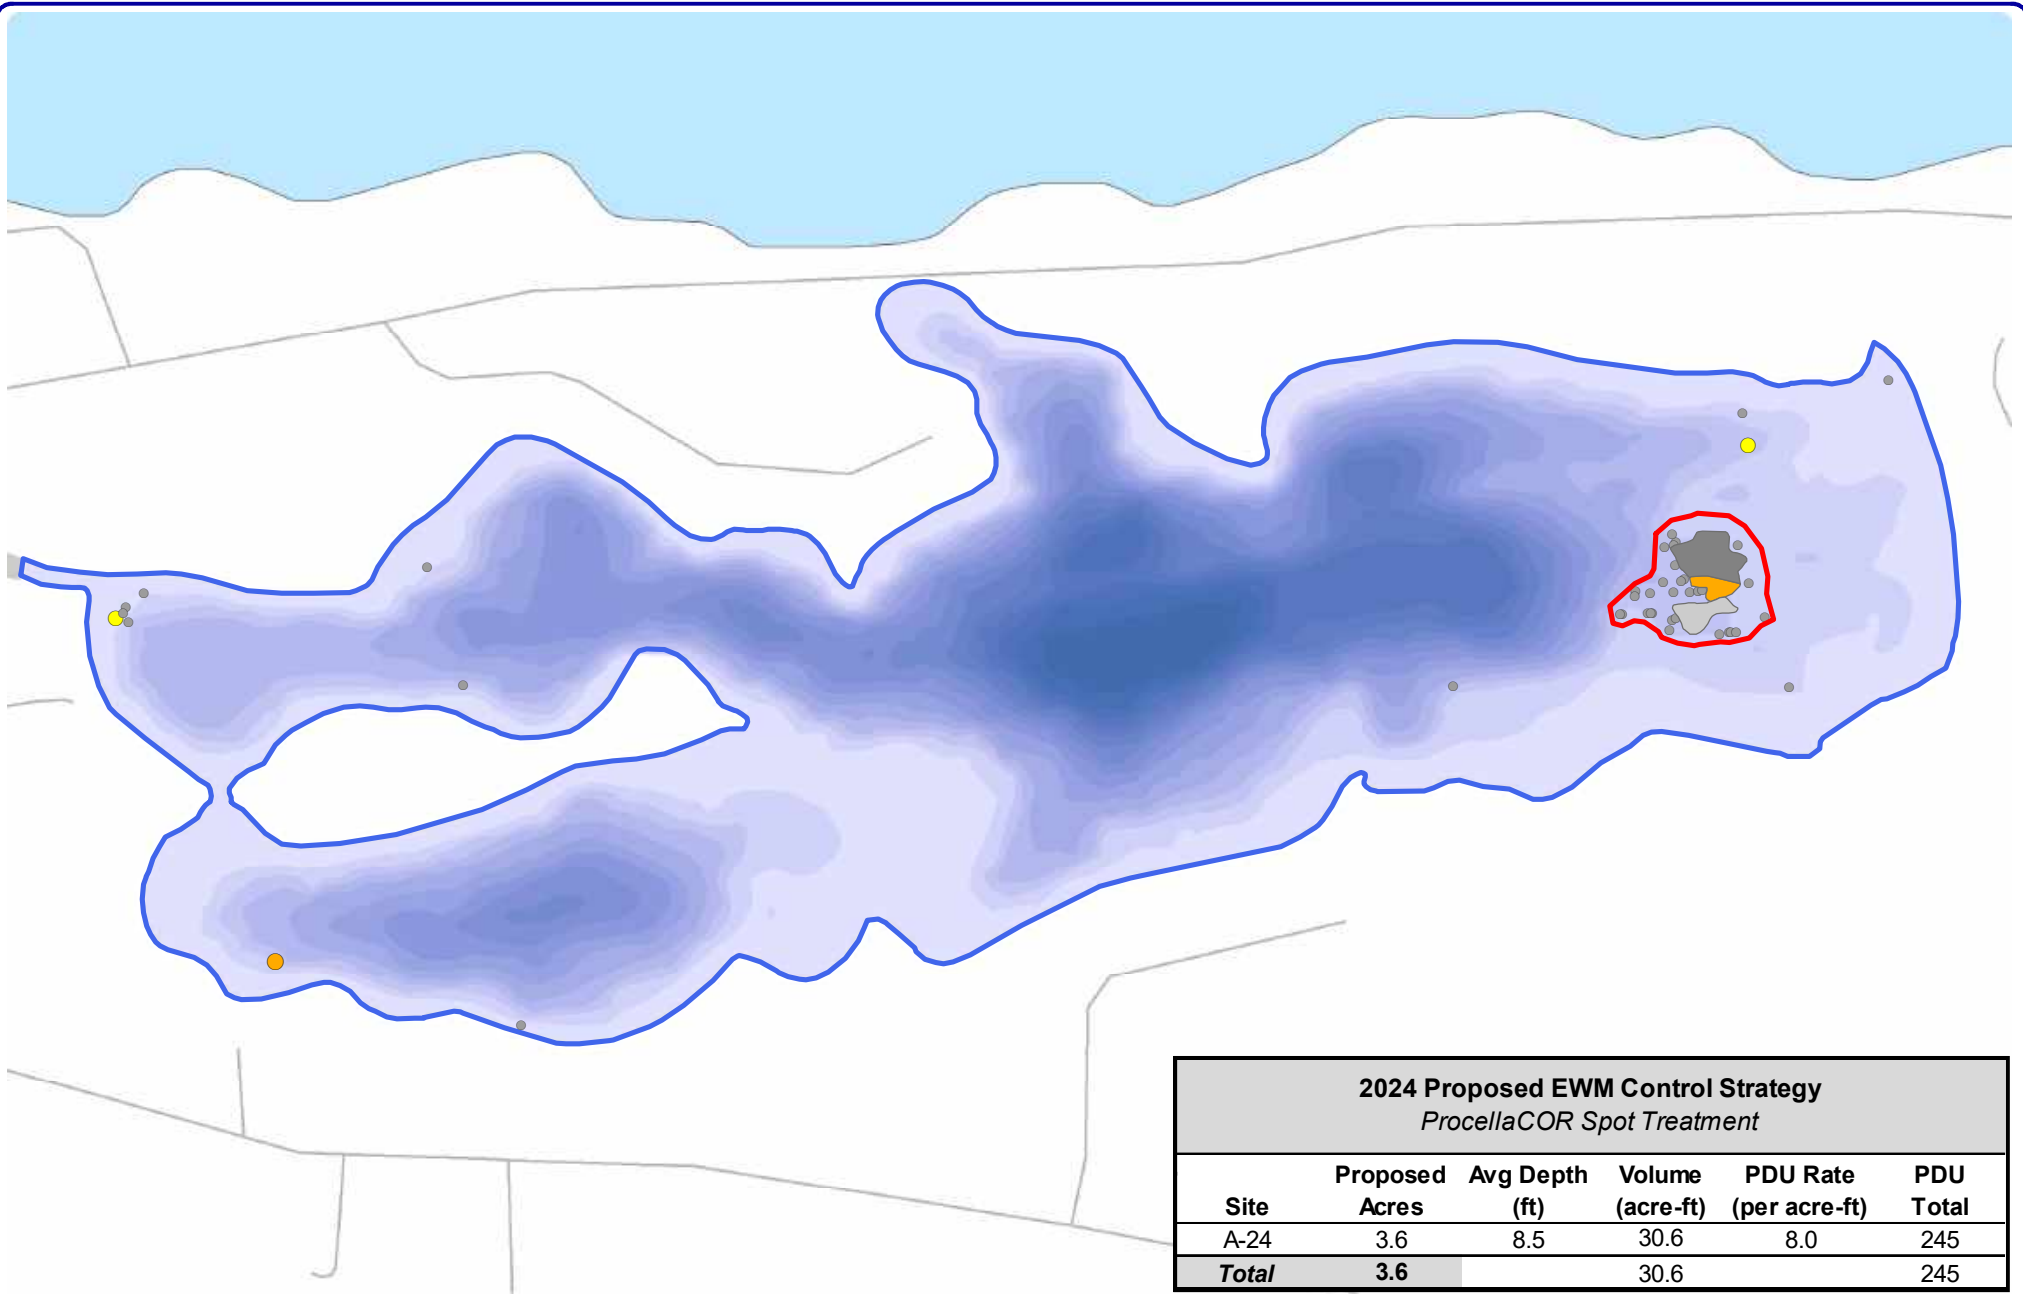 2024 Proposed EWM Control Strategy
ProcellaCOR Spot Treatment
Proposed Avg Depth Volume PDU Rate PDU
Site Acres (ft) (acre-ft) (per acre-ft) Total
A-24 3.6 8.5 30.6 8.0 245
Total 3.6 30.6 245